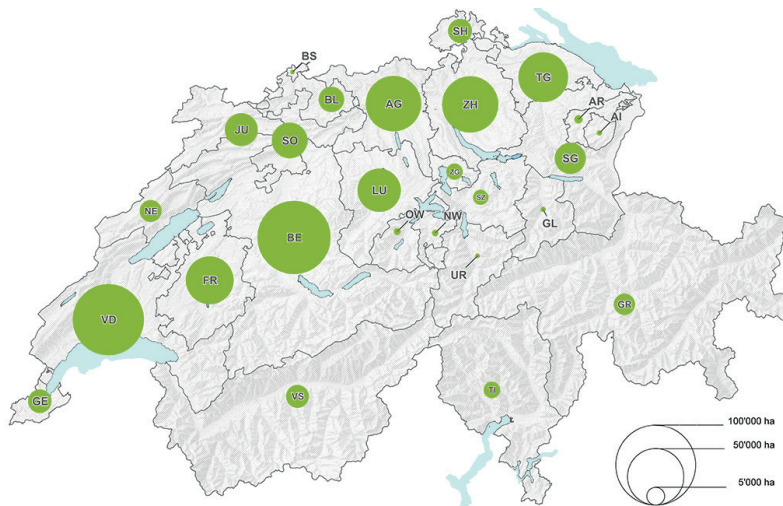 SH
BS
TG
BL
AG
ZH
AR
AI
JU
SO
SG
ZG
LU
SZ
NE
OW
NW
GL
BE
UR
FR
GR
VD
VS
TI
GE
100'000 ha
50'000 ha
5'000 ha